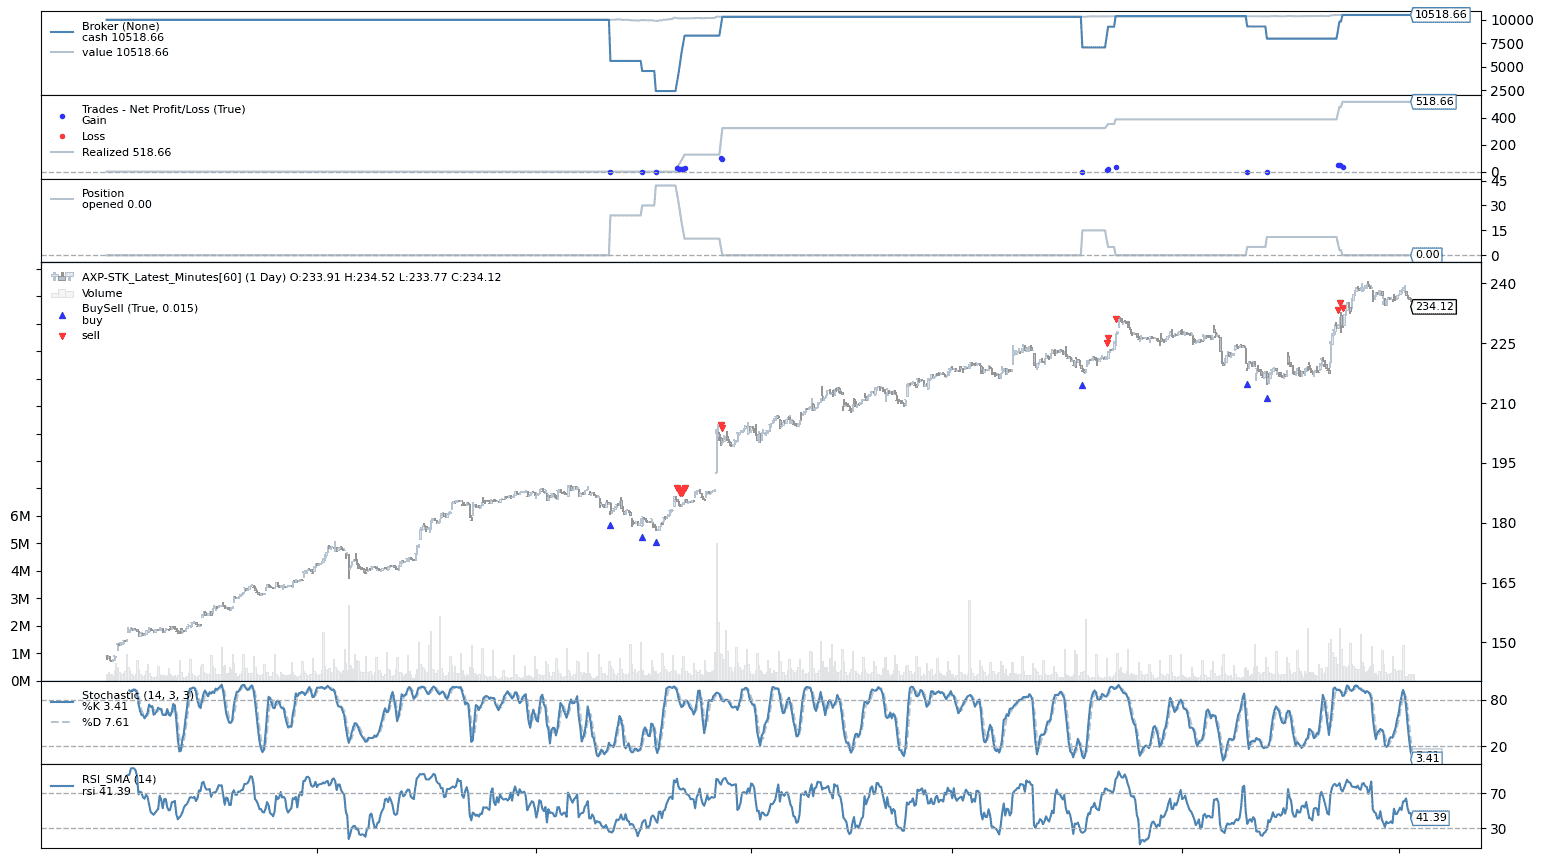 Broker (None)
cash 10518.66
value 10518.66
10518.66
10000
7500
5000
2500
Trades - Net Profit/Loss (True)
Gain
Loss
Realized 518.66
518.66
400
200
0
Position
opened 0.00
45
30
15
0
0.00
AXP-STK_Latest_Minutes[60] (1 Day) O:233.91 H:234.52 L:233.77 C:234.12
Volume
BuySell (True, 0.015)
buy
sell
240
234.12
225
210
195
180
165
150
6M
5M
4M
3M
2M
1M
0M
Stochastic (14, 3, 3)
%K 3.41
%D 7.61
80
20
3.41
RSI_SMA (14)
rsi 41.39
70
41.39
30